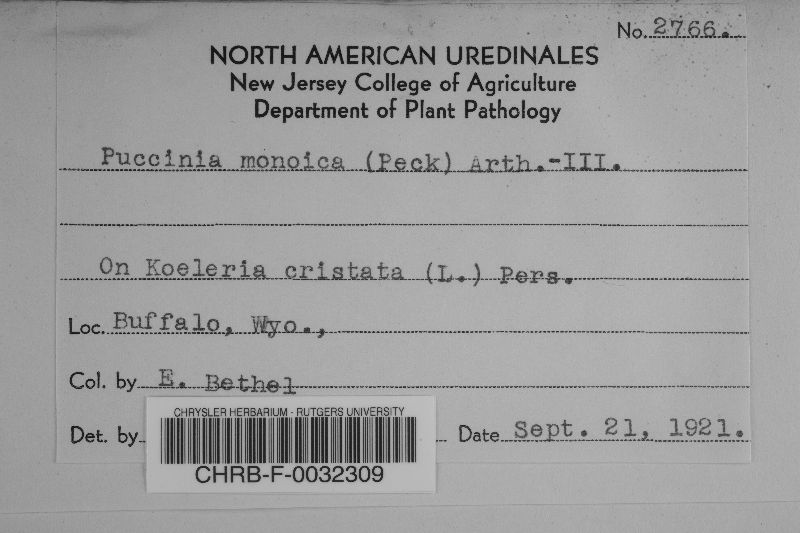 No. 2766.
NORTH AMERICAN UREDINALES
New Jersey College of Agriculture
Department of Plant Pathology
Puccinia monoica (Peck) Arth.-III.
On Koeleria cristata (L.) Pers.
Loc. Buffalo, Wyo.,
Col. by E. Bethel
Det. by Date Sept. 21, 1921.
CHRYSLER HERBARIUM - RUTGERS UNIVERSITY
CHRB-F-0032309